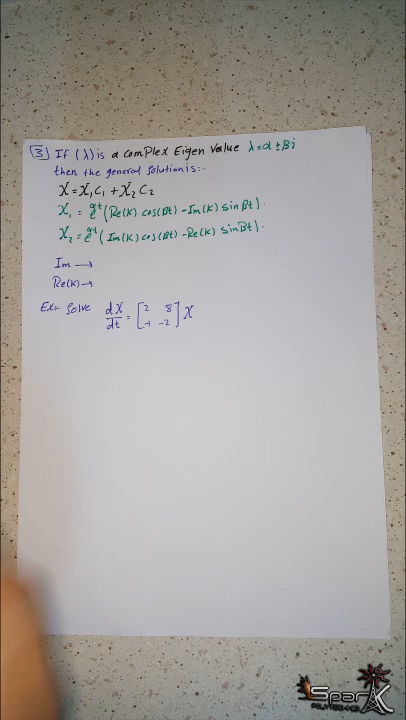 3 If (λ) is a complex Eigen value λ=α±βi
then the general solution is:-
X=X₁C₁ + X₂C₂
X₁ = e^αt (Re(K) cos(βt) - Im(K) sin βt).
X₂ = e^αt (Im(K) cos(βt) - Re(K) sin βt).
Im →
Re(K) →
Ex:- Solve dX/dt = [2 8; -1 -2] X
Spark
POLYTECHNIC